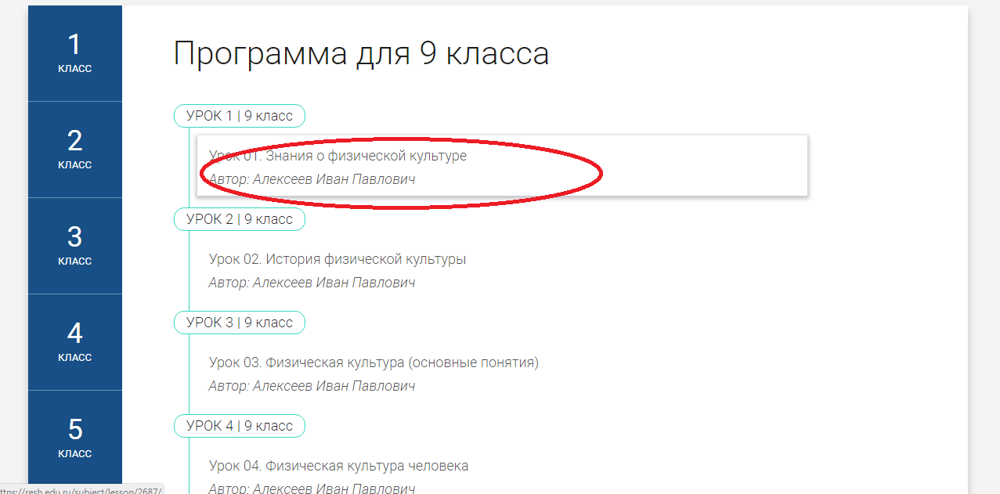 1
КЛАСС
2
КЛАСС
3
КЛАСС
4
КЛАСС
5
КЛАСС
Программа для 9 класса
УРОК 1 | 9 класс
Урок 01. Знания о физической культуре
Автор: Алексеев Иван Павлович
УРОК 2 | 9 класс
Урок 02. История физической культуры
Автор: Алексеев Иван Павлович
УРОК 3 | 9 класс
Урок 03. Физическая культура (основные понятия)
Автор: Алексеев Иван Павлович
УРОК 4 | 9 класс
Урок 04. Физическая культура человека
Автор: Алексеев Иван Павлович
ttps://resh.edu.ru/subject/lesson/2687/